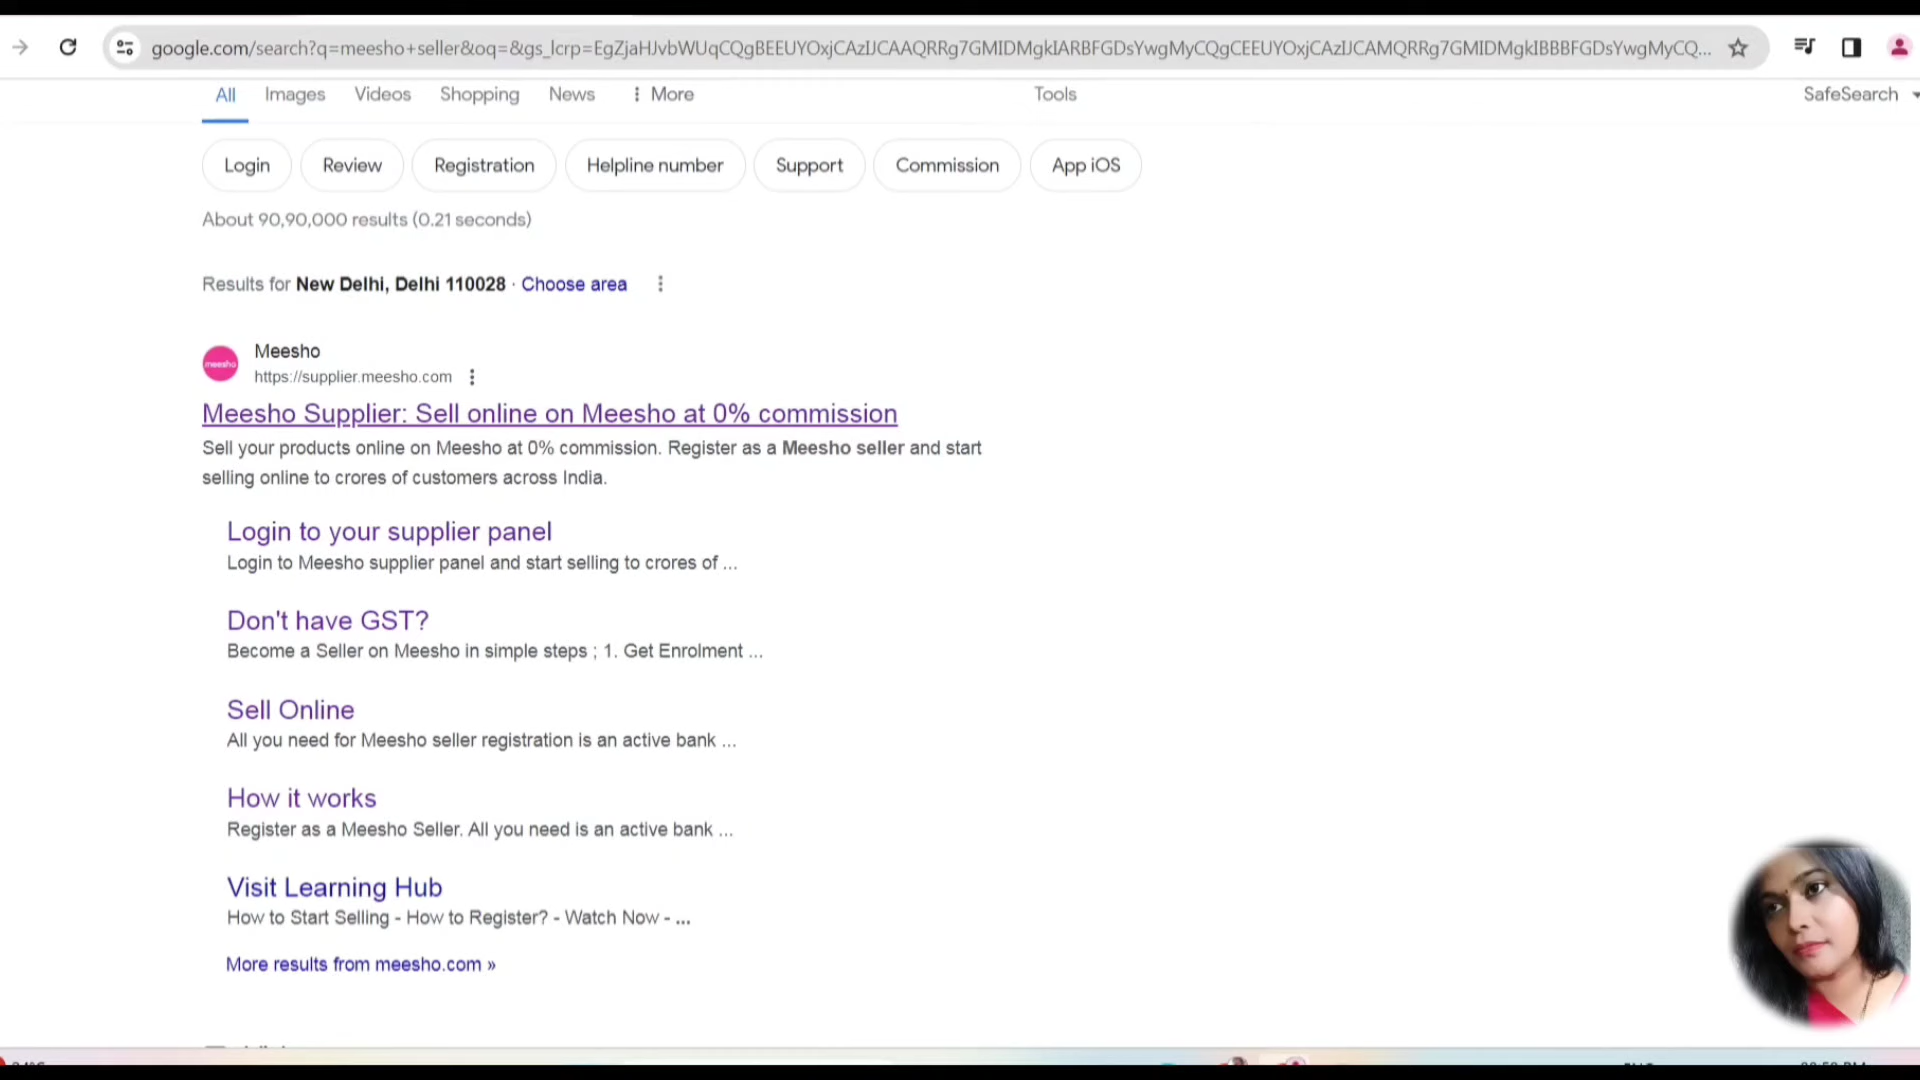 google.com/search?q=meesho+seller&oq=&gs_lcrp=EgZjaHJvbWUqCQgBEEUYOxjCAzIJCAAQRRg7GMIDMgkIARBFGDsYwgMyCQgCEEUYOxjCAzIJCAMQRRg7GMIDMgkIBBBFGDsYwgMyCQ...
All Images Videos Shopping News More Tools SafeSearch
Login Review Registration Helpline number Support Commission App iOS
About 90,90,000 results (0.21 seconds)
Results for New Delhi, Delhi 110028 · Choose area
Meesho
meesho
https://supplier.meesho.com
Meesho Supplier: Sell online on Meesho at 0% commission
Sell your products online on Meesho at 0% commission. Register as a Meesho seller and start
selling online to crores of customers across India.
Login to your supplier panel
Login to Meesho supplier panel and start selling to crores of ...
Don't have GST?
Become a Seller on Meesho in simple steps ; 1. Get Enrolment ...
Sell Online
All you need for Meesho seller registration is an active bank ...
How it works
Register as a Meesho Seller. All you need is an active bank ...
Visit Learning Hub
How to Start Selling - How to Register? - Watch Now - ...
More results from meesho.com »